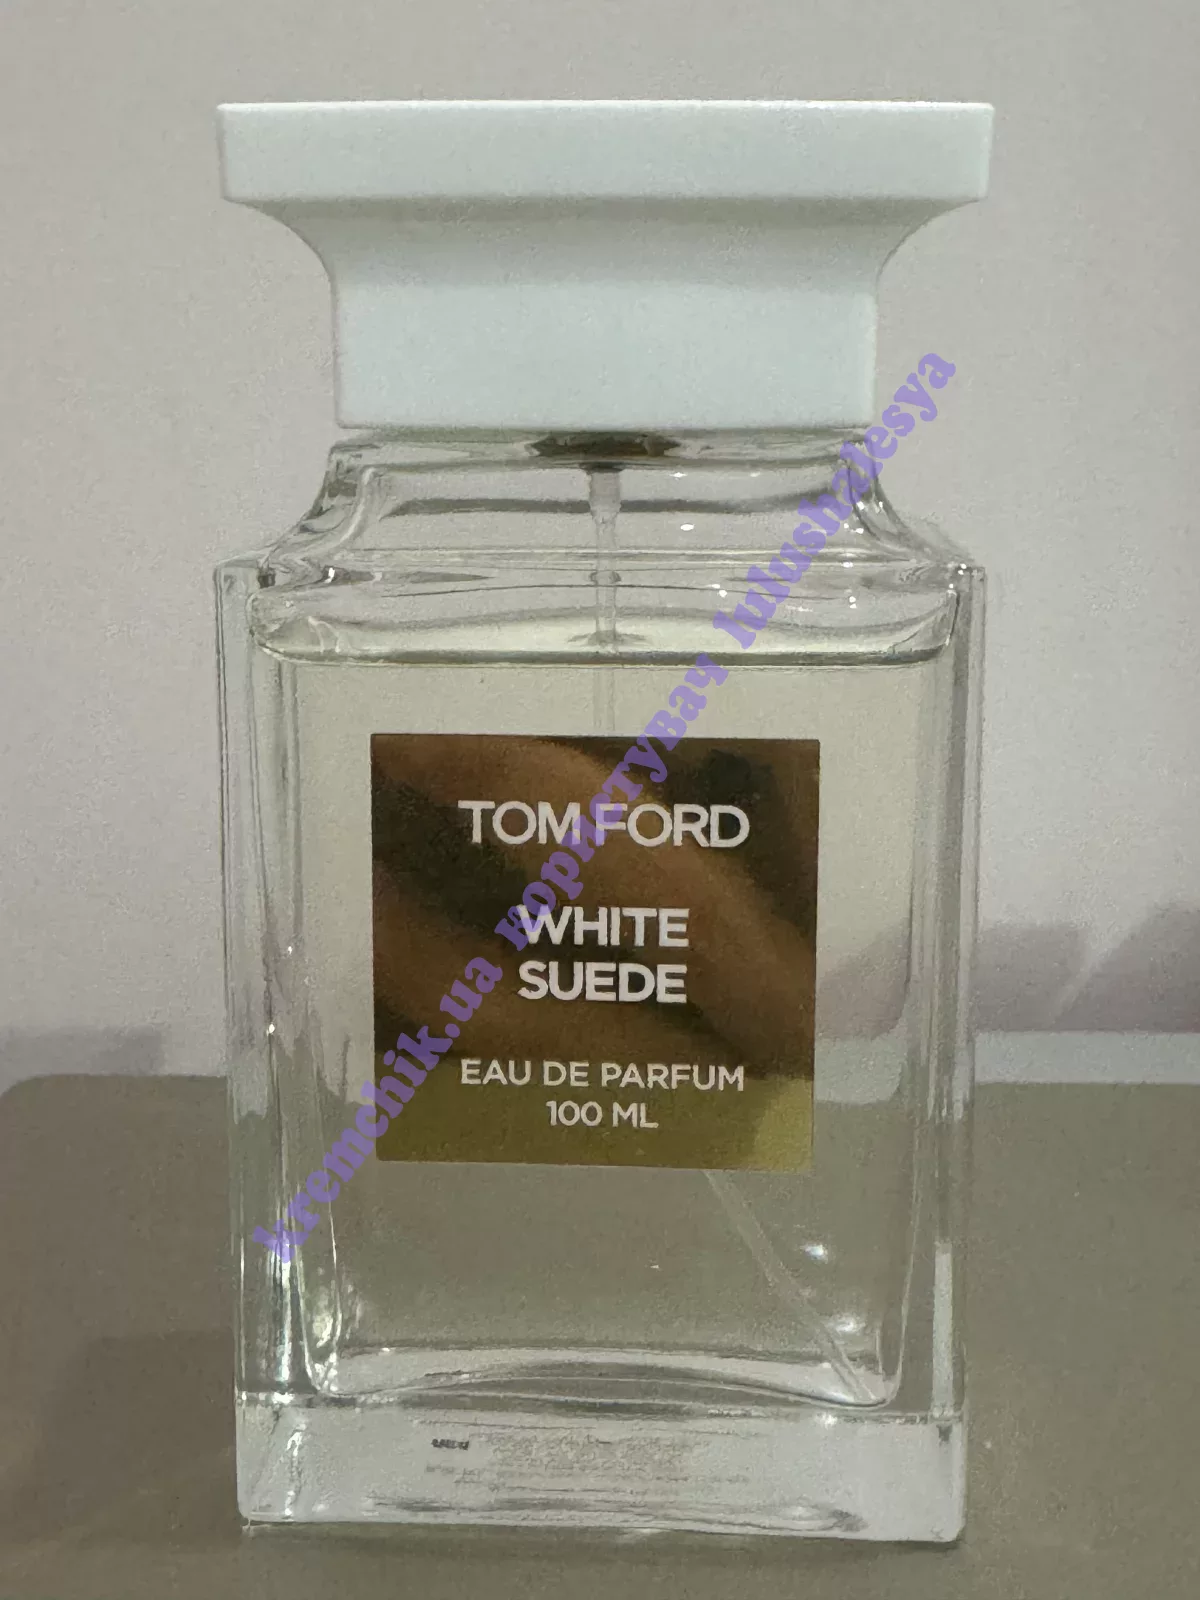 TOM FORD
WHITE
SUEDE
EAU DE PARFUM
100 ML
kremchik.ua користувач lulushalesya